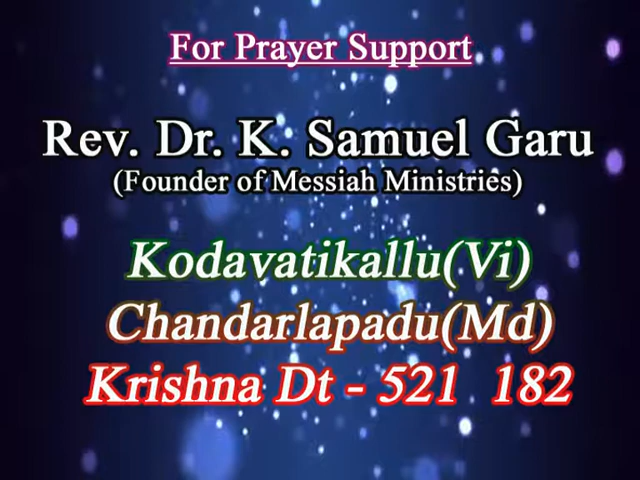 For Prayer Support
Rev. Dr. K. Samuel Garu
(Founder of Messiah Ministries)
Kodavatikallu(Vi)
Chandarlapadu(Md)
Krishna Dt - 521 182